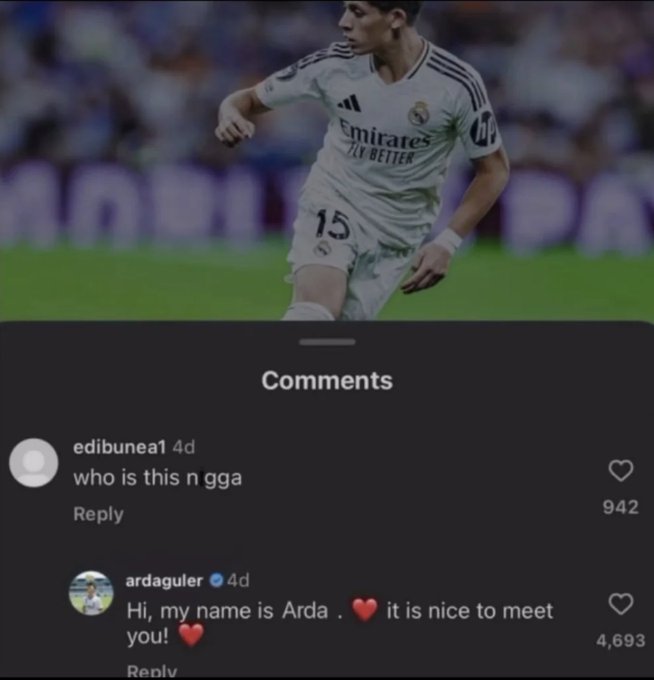 hp
Emirates
FLY BETTER
15
Comments
edibunea1 4d
who is this n gga
Reply
942
ardaguler 4d
Hi, my name is Arda . ❤️ it is nice to meet
you! ❤️
4,693
Reply